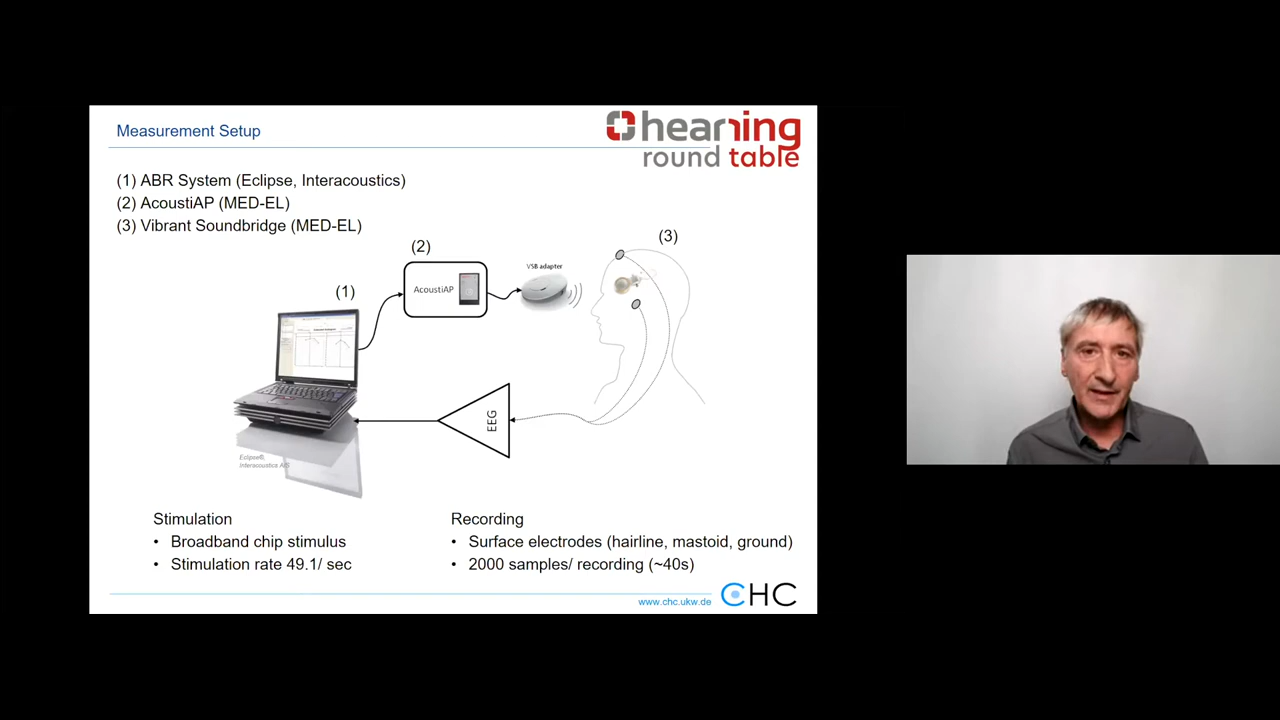 Measurement Setup
hearring
round table
(1) ABR System (Eclipse, Interacoustics)
(2) AcoustiAP (MED-EL)
(3) Vibrant Soundbridge (MED-EL)
(3)
(2)
VSB adapter
AcoustiAP
(1)
EEG
Eclipse®,
Interacoustics A/S
Stimulation
• Broadband chip stimulus
• Stimulation rate 49.1/ sec
Recording
• Surface electrodes (hairline, mastoid, ground)
• 2000 samples/ recording (~40s)
www.chc.ukw.de
CHC